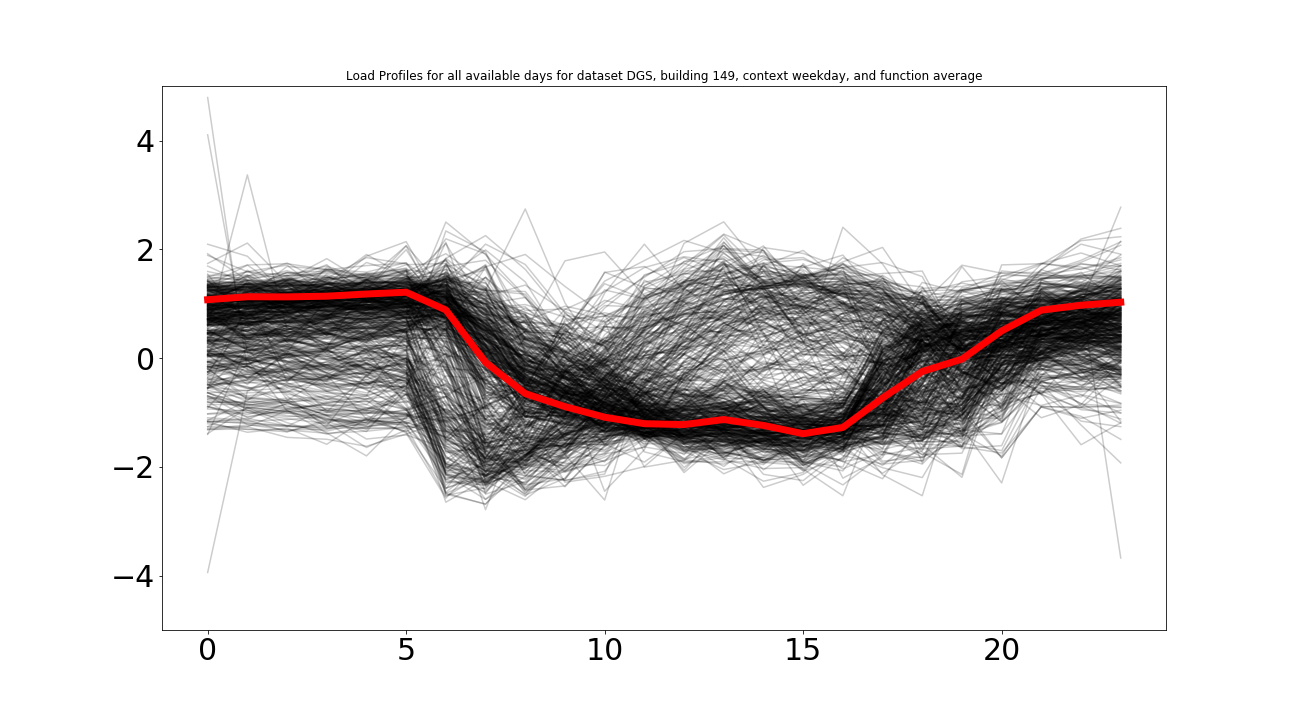 Load Profiles for all available days for dataset DGS, building 149, context weekday, and function average
4
2
0
−2
−4
0 5 10 15 20